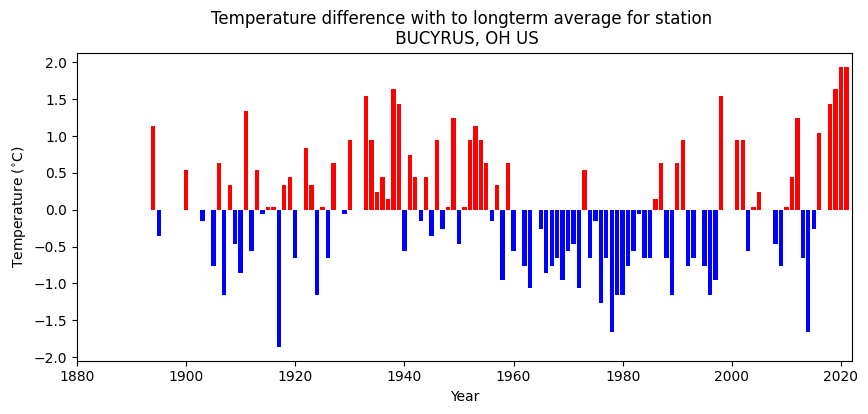 Temperature difference with to longterm average for station
BUCYRUS, OH US
2.0
1.5
1.0
0.5
0.0
−0.5
−1.0
−1.5
−2.0
Temperature (°C)
1880 1900 1920 1940 1960 1980 2000 2020
Year